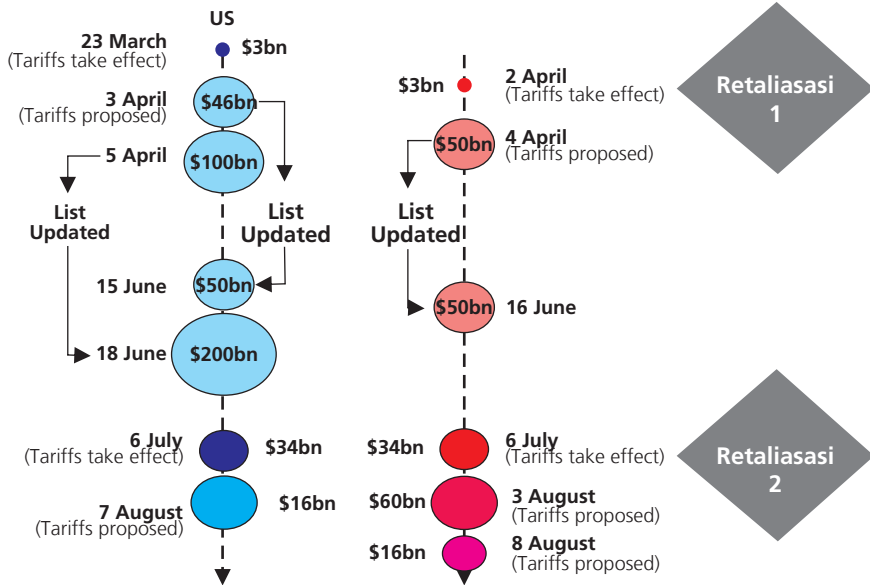 US
23 March
(Tariffs take effect)
$3bn
3 April
(Tariffs proposed)
$46bn
5 April
$100bn
List
Updated
List
Updated
15 June
$50bn
18 June
$200bn
6 July
(Tariffs take effect)
$34bn
7 August
(Tariffs proposed)
$16bn
$3bn
2 April
(Tariffs take effect)
$50bn
4 April
(Tariffs proposed)
List
Updated
$50bn
16 June
$34bn
6 July
(Tariffs take effect)
$60bn
3 August
(Tariffs proposed)
$16bn
8 August
(Tariffs proposed)
Retaliasasi
1
Retaliasasi
2